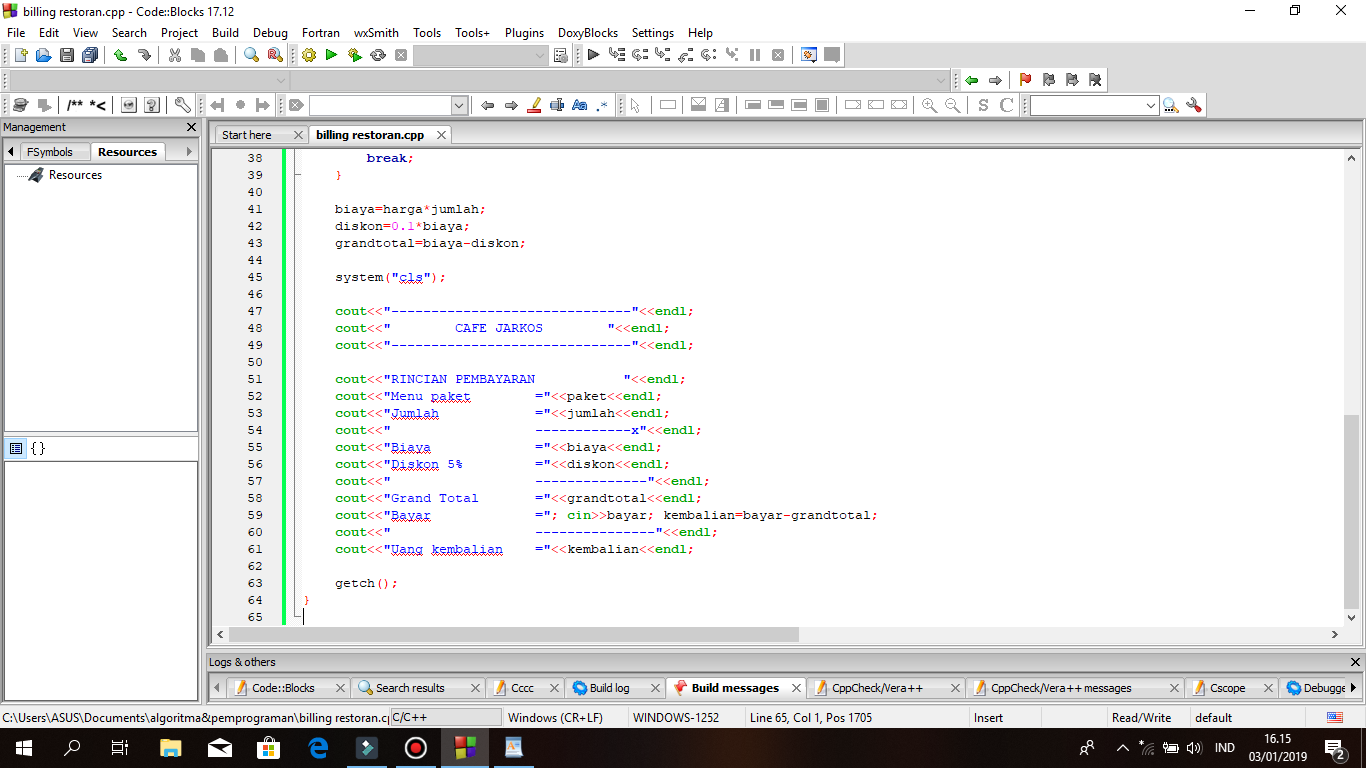 billing restoran.cpp - Code::Blocks 17.12
File Edit View Search Project Build Debug Fortran wxSmith Tools Tools+ Plugins DoxyBlocks Settings Help
/** *<
Aa .*
S C
Management
Start here billing restoran.cpp
FSymbols Resources
Resources
{}
38 break;
39 }
40
41 biaya=harga*jumlah;
42 diskon=0.1*biaya;
43 grandtotal=biaya-diskon;
44
45 system("cls");
46
47 cout<<"------------------------------"<<endl;
48 cout<<"        CAFE JARKOS        "<<endl;
49 cout<<"------------------------------"<<endl;
50
51 cout<<"RINCIAN PEMBAYARAN           "<<endl;
52 cout<<"Menu paket        ="<<paket<<endl;
53 cout<<"Jumlah            ="<<jumlah<<endl;
54 cout<<"                  ------------x"<<endl;
55 cout<<"Biaya             ="<<biaya<<endl;
56 cout<<"Diskon 5%         ="<<diskon<<endl;
57 cout<<"                  --------------"<<endl;
58 cout<<"Grand Total       ="<<grandtotal<<endl;
59 cout<<"Bayar             ="; cin>>bayar; kembalian=bayar-grandtotal;
60 cout<<"                  ---------------"<<endl;
61 cout<<"Uang kembalian    ="<<kembalian<<endl;
62
63 getch();
64 }
65
Logs & others
Code::Blocks Search results Cccc Build log Build messages CppCheck/Vera++ CppCheck/Vera++ messages Cscope Debugge
C:\Users\ASUS\Documents\algoritma&pemprograman\billing restoran.cp C/C++ Windows (CR+LF) WINDOWS-1252 Line 65, Col 1, Pos 1705 Insert Read/Write default
IND
16.15
03/01/2019
2